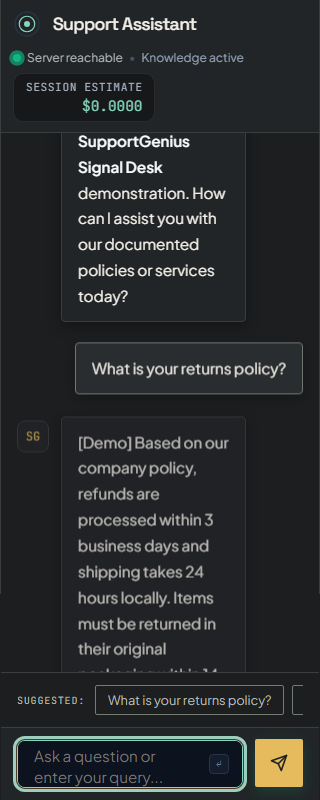 Support Assistant
Server reachable • Knowledge active
SESSION ESTIMATE
$0.0000
SupportGenius
Signal Desk
demonstration. How
can I assist you with
our documented
policies or services
today?
What is your returns policy?
SG
[Demo] Based on our
company policy,
refunds are
processed within 3
business days and
shipping takes 24
hours locally. Items
must be returned in
their original
SUGGESTED:
What is your returns policy?
Ask a question or
enter your query...